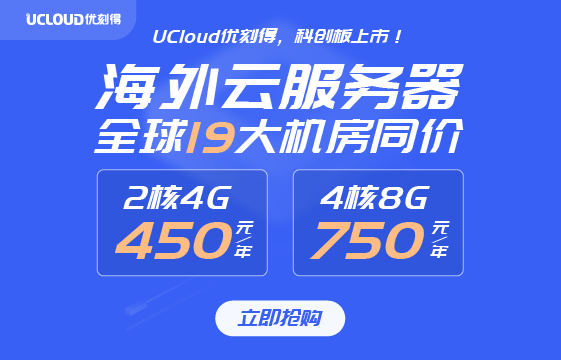 UCLOUD优刻得
UCloud优刻得，科创板上市！
海外云服务器
全球19大机房同价
2核4G
450元/年
4核8G
750元/年
立即抢购